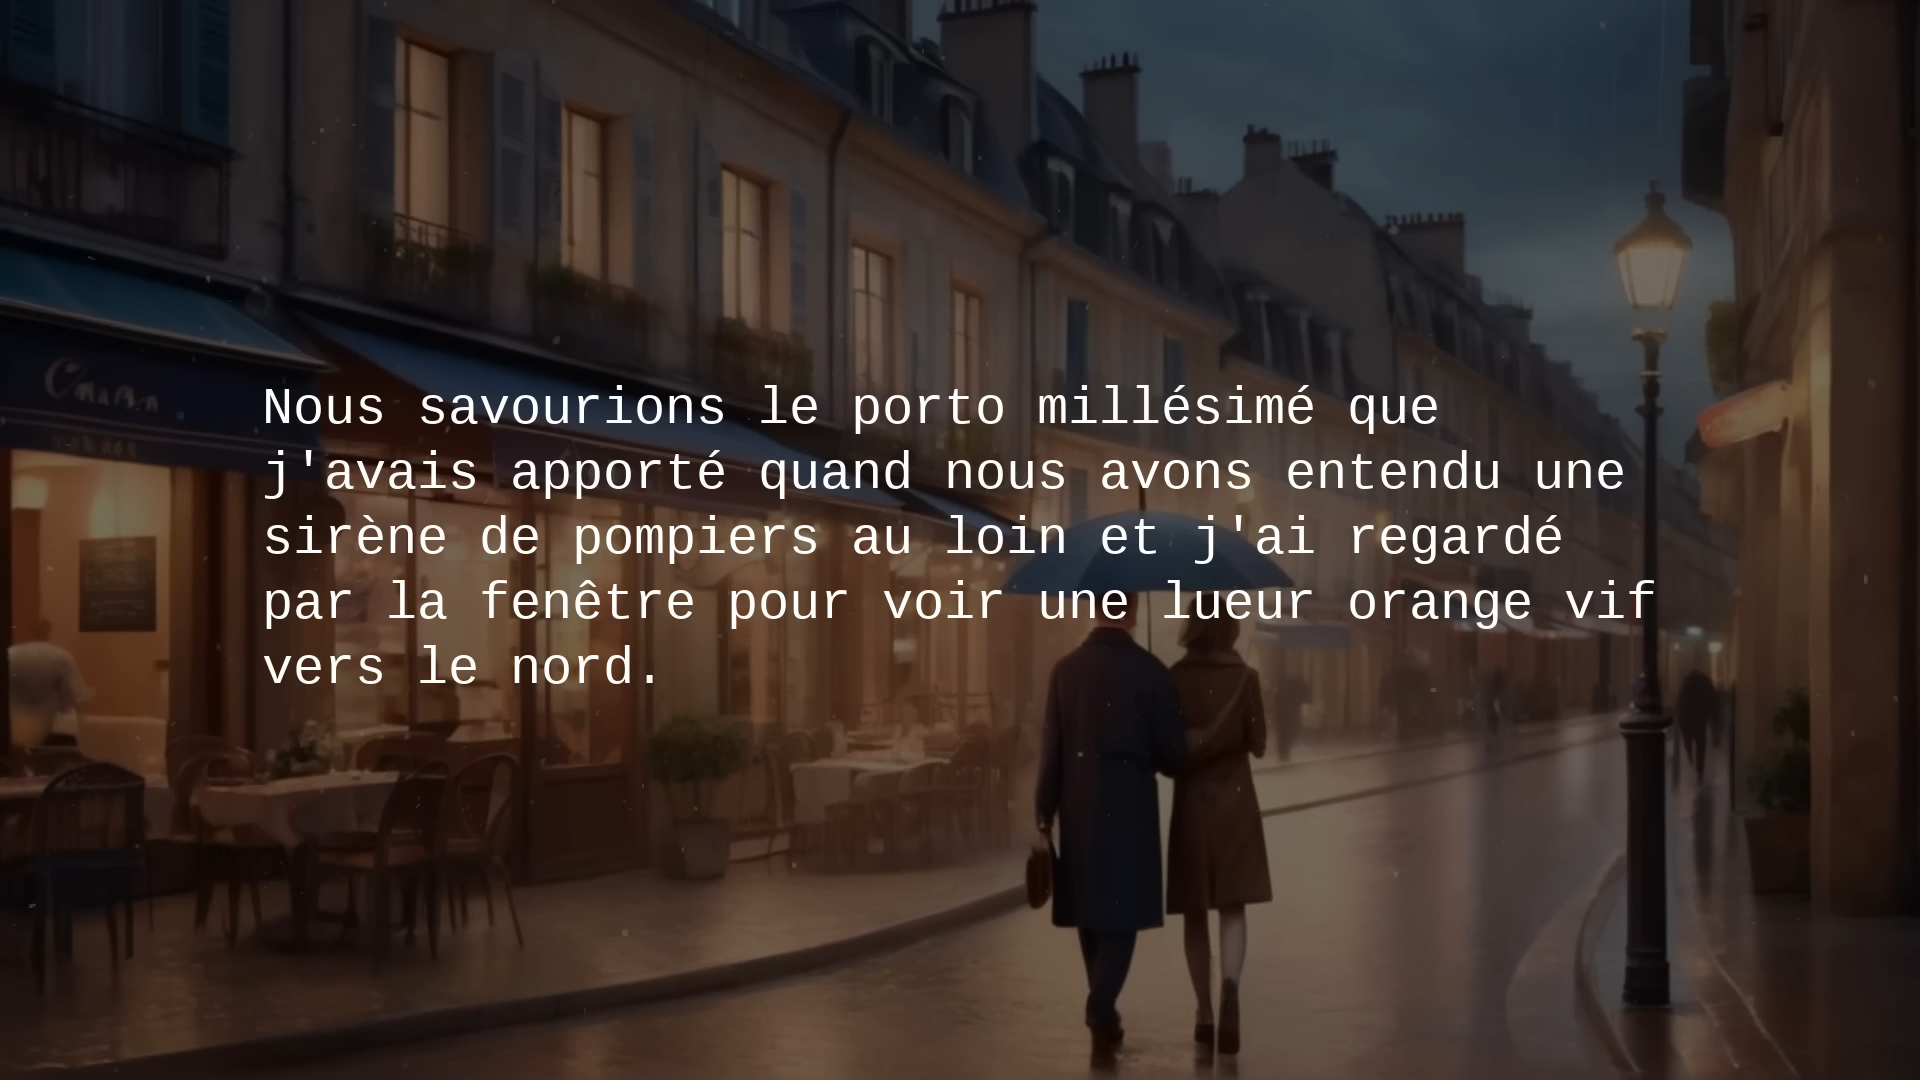 Nous savourions le porto millésimé que
j'avais apporté quand nous avons entendu une
sirène de pompiers au loin et j'ai regardé
par la fenêtre pour voir une lueur orange vif
vers le nord.